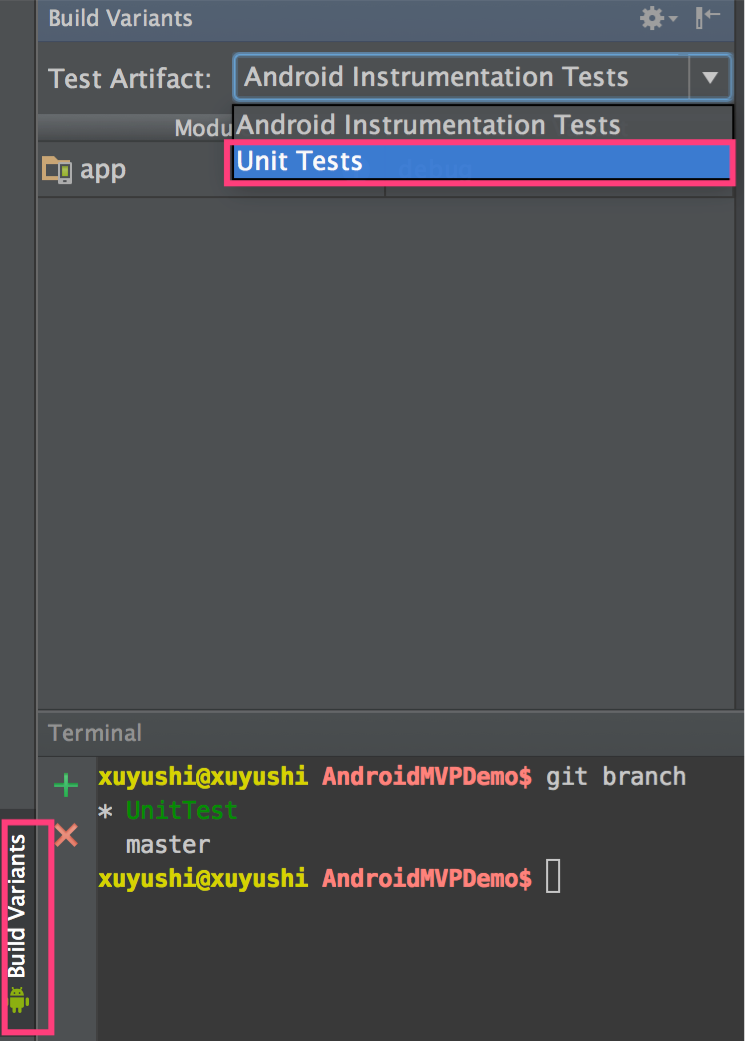 Build Variants
Test Artifact: Android Instrumentation Tests
Android Instrumentation Tests
Modu
Unit Tests
app
debug
Terminal
xuyushi@xuyushi AndroidMVPDemo$ git branch
* UnitTest
master
xuyushi@xuyushi AndroidMVPDemo$
Build Variants